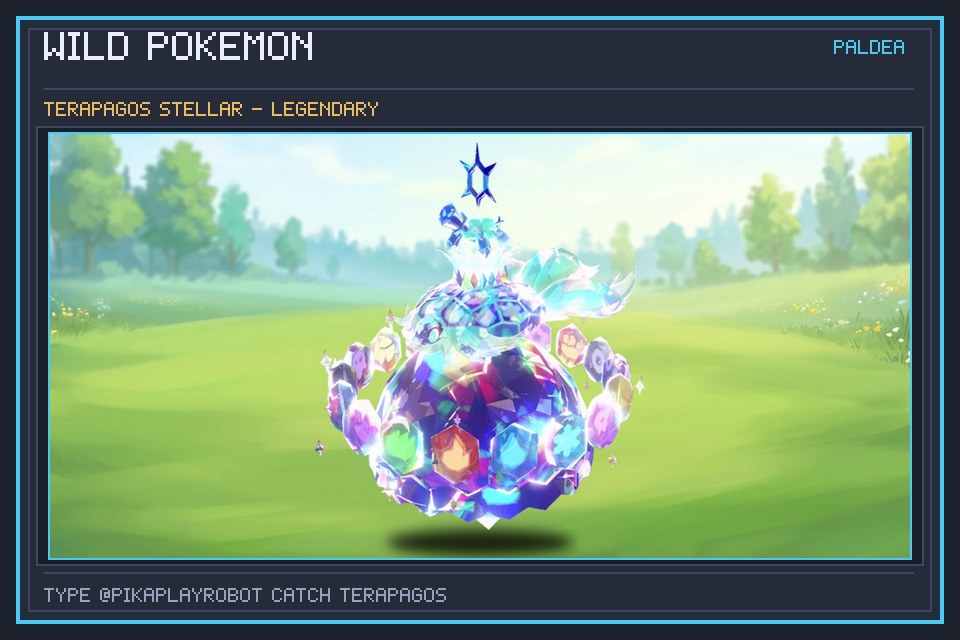 WILD POKEMON
PALDEA
TERAPAGOS STELLAR - LEGENDARY
TYPE @PIKAPLAYROBOT CATCH TERAPAGOS